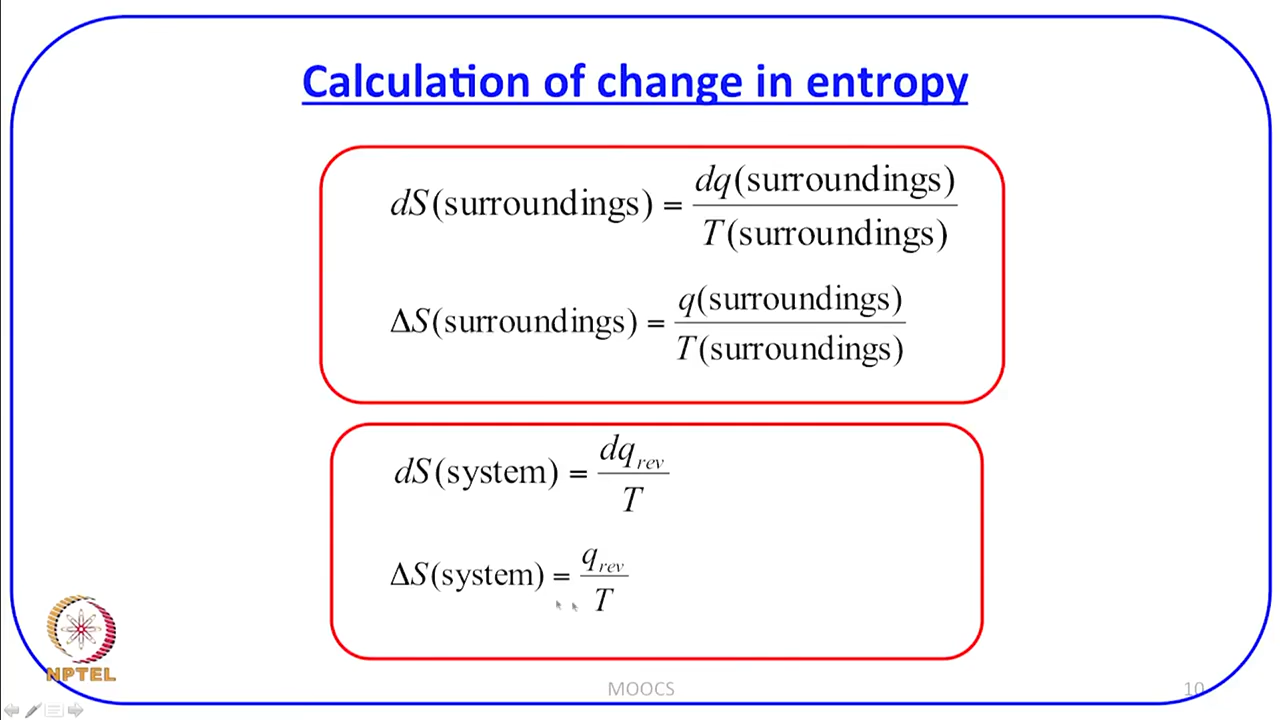 Calculation of change in entropy
dS(surroundings) = dq(surroundings) / T(surroundings)
ΔS(surroundings) = q(surroundings) / T(surroundings)
dS(system) = dq_rev / T
ΔS(system) = q_rev / T
NPTEL
MOOCS
10